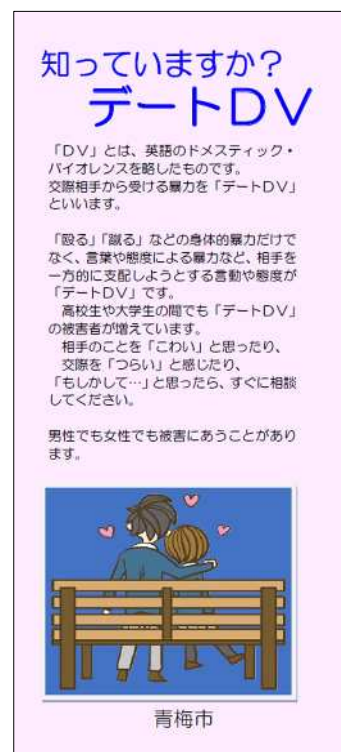 知っていますか?
デートDV
「DV」とは、英語のドメスティック・
バイオレンスを略したものです。
交際相手から受ける暴力を「デートDV」
といいます。
「殴る」「蹴る」などの身体的暴力だけで
なく、言葉や態度による暴力など、相手を
一方的に支配しようとする言動や態度が
「デートDV」です。
高校生や大学生の間でも「デートDV」
の被害者が増えています。
相手のことを「こわい」と思ったり、
交際を「つらい」と感じたり、
「もしかして…」と思ったら、すぐに相談
してください。
男性でも女性でも被害にあうことがあり
ます。
青梅市